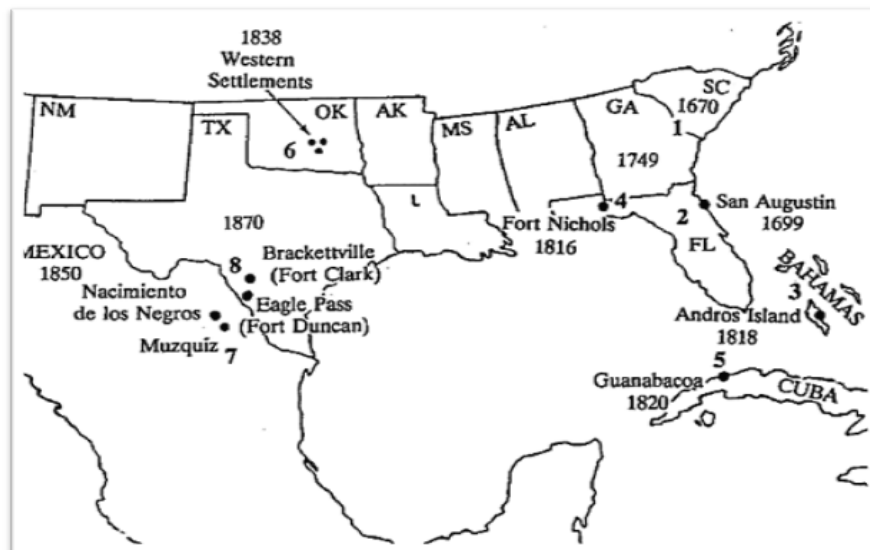 1838
Western
Settlements
NM
TX
OK
AK
MS
AL
GA
SC
1670
1
6
1749
4
San Augustin
1699
2
FL
Fort Nichols
1816
1870
MEXICO
1850
8
Brackettville
(Fort Clark)
Eagle Pass
(Fort Duncan)
Nacimiento
de los Negros
Muzquiz
7
BAHAMAS
3
Andros Island
1818
5
Guanabacoa
1820
CUBA